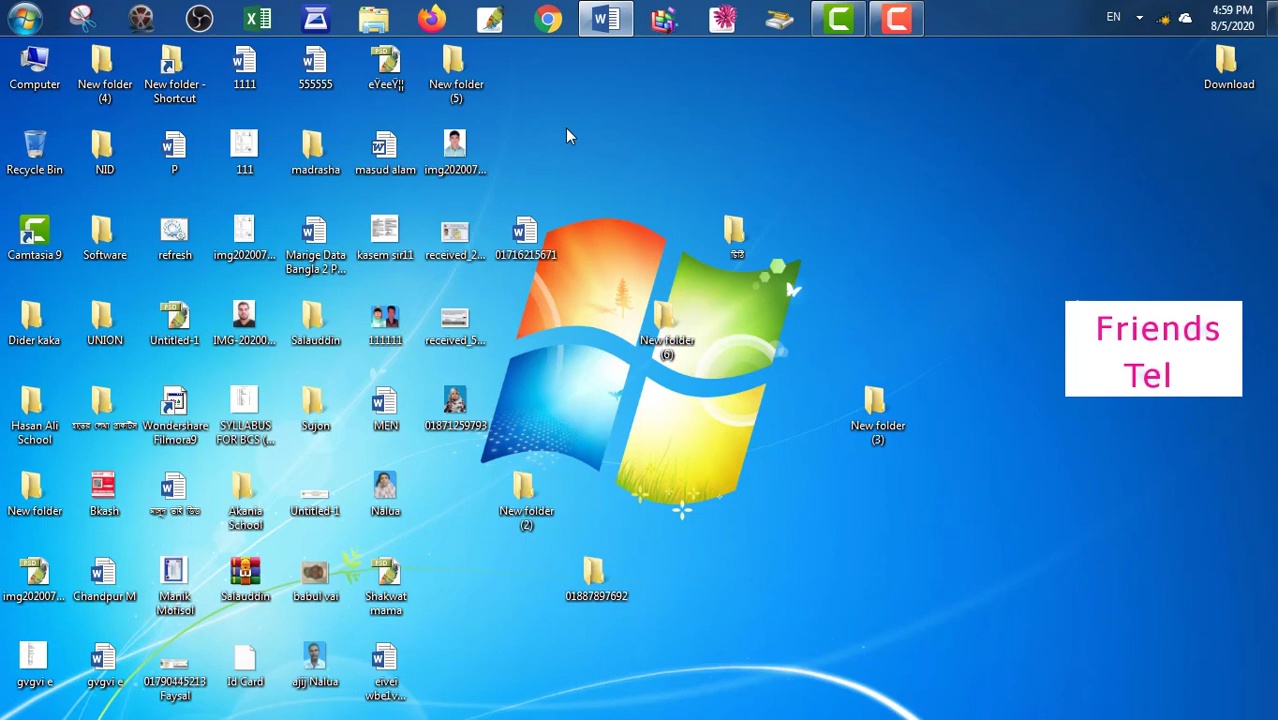 EN
4:59 PM
8/5/2020
Computer
New folder
(4)
New folder -
Shortcut
1111
555555
eŸeeŸ¦¦
New folder
(5)
Download
Recycle Bin
NID
P
111
madrasha
masud alam
img202007...
Camtasia 9
Software
refresh
img202007...
Marige Data
Bangla 2 P...
kasem sir11
received_2...
01716215671
Dider kaka
UNION
Untitled-1
IMG-20200...
Salauddin
111111
received_5...
New folder
(6)
Friends
Tel
Hasan Ali
School
Wondershare
Filmora9
SYLLABUS
FOR BCS (...
Sujon
MEN
01871259793
New folder
(3)
New folder
Bkash
Akania
School
Untitled-1
Nalua
New folder
(2)
img202007...
Chandpur M
Manik
Mofisol
Salauddin
babul vai
Shakwat
mama
01887897692
gvgvi e
gvgvi e
01790445213
Faysal
Id Card
ajij Nalua
eivei
wbe1v...